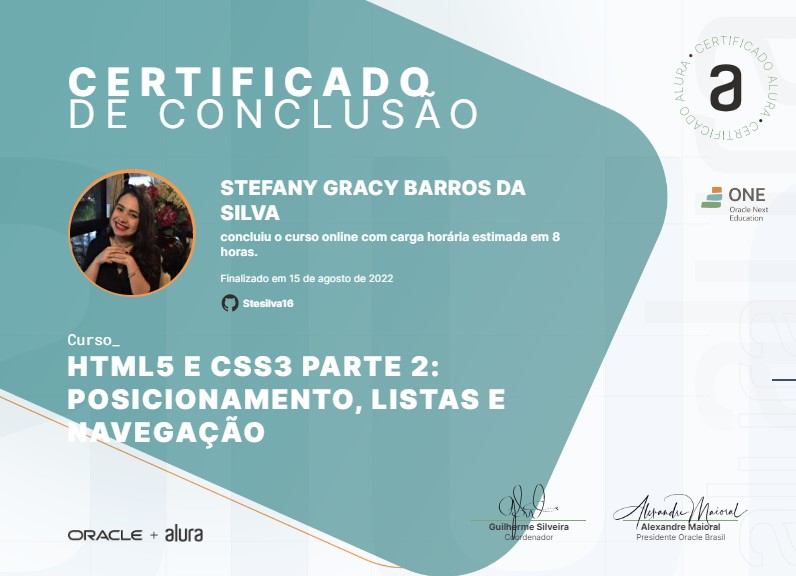 CERTIFICADO
DE CONCLUSÃO
CERTIFICADO ALURA • CERTIFICADO ALURA •
a
STEFANY GRACY BARROS DA
SILVA
concluiu o curso online com carga horária estimada em 8
horas.
Finalizado em 15 de agosto de 2022
Stesilva16
ONE
Oracle Next
Education
Curso_
HTML5 E CSS3 PARTE 2:
POSICIONAMENTO, LISTAS E
NAVEGAÇÃO
ORACLE + alura
Guilherme Silveira
Coordenador
Alexandre Maioral
Alexandre Maioral
Presidente Oracle Brasil